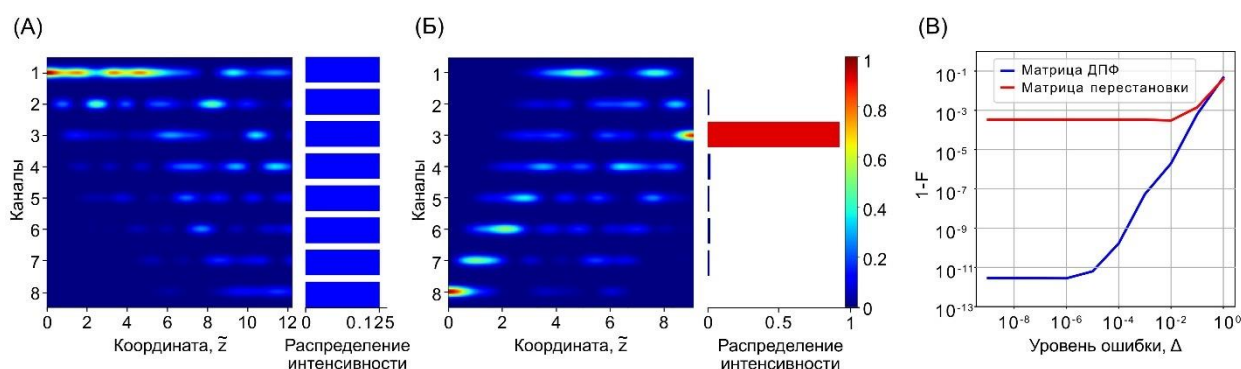 (А)
Каналы
1
2
3
4
5
6
7
8
0 2 4 6 8 10 12
Координата, z̃
0 0.125
Распределение
интенсивности
(Б)
Каналы
1
2
3
4
5
6
7
8
0 2 4 6 8
Координата, z̃
0 0.5 1
Распределение
интенсивности
1
0.8
0.6
0.4
0.2
0
(В)
Матрица ДПФ
Матрица перестановки
1-F
10⁻¹
10⁻³
10⁻⁵
10⁻⁷
10⁻⁹
10⁻¹¹
10⁻¹³
10⁻⁸ 10⁻⁶ 10⁻⁴ 10⁻² 10⁰
Уровень ошибки, Δ